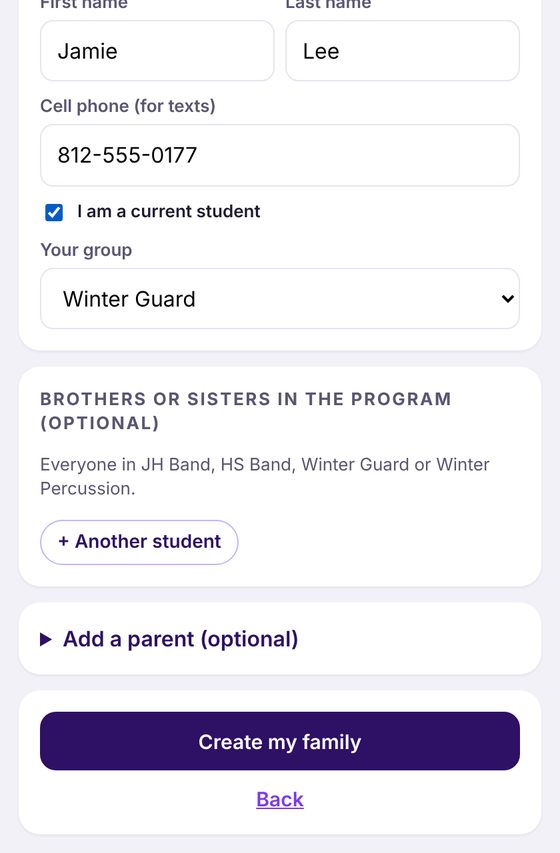 First name Last name
Jamie Lee
Cell phone (for texts)
812-555-0177
I am a current student
Your group
Winter Guard
BROTHERS OR SISTERS IN THE PROGRAM
(OPTIONAL)
Everyone in JH Band, HS Band, Winter Guard or Winter
Percussion.
+ Another student
Add a parent (optional)
Create my family
Back